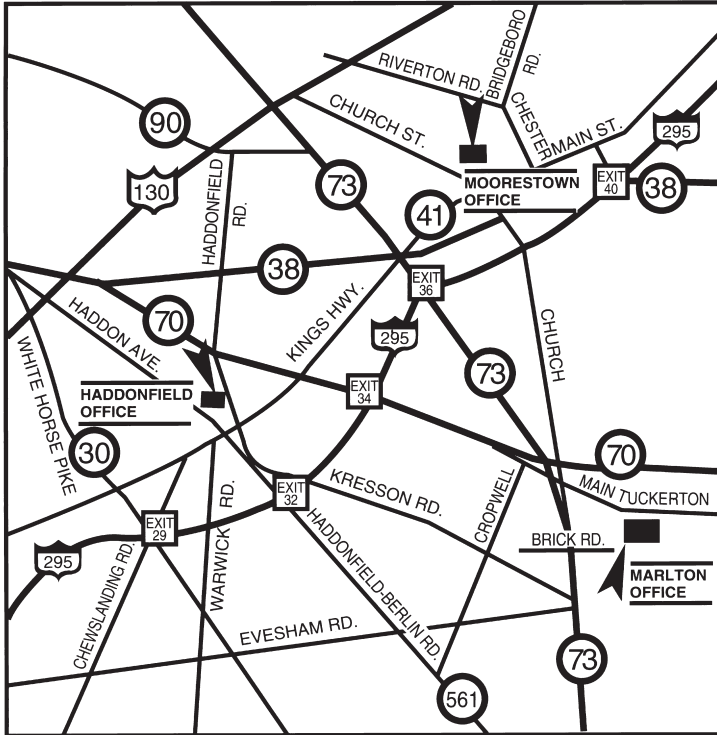 RIVERTON RD.
BRIDGEBORO
RD.
CHURCH ST.
CHESTER
MAIN ST.
295
90
130
73
HADDONFIELD
RD.
MOORESTOWN
OFFICE
EXIT
40
38
41
38
EXIT
36
KINGS HWY.
295
CHURCH
70
HADDON AVE.
WHITE HORSE PIKE
HADDONFIELD
OFFICE
EXIT
34
73
30
70
EXIT
32
KRESSON RD.
CROPWELL
MAIN TUCKERTON
EXIT
29
WARWICK RD.
HADDONFIELD-BERLIN RD.
BRICK RD.
295
CHEWSLANDING RD.
MARLTON
OFFICE
EVESHAM RD.
73
561